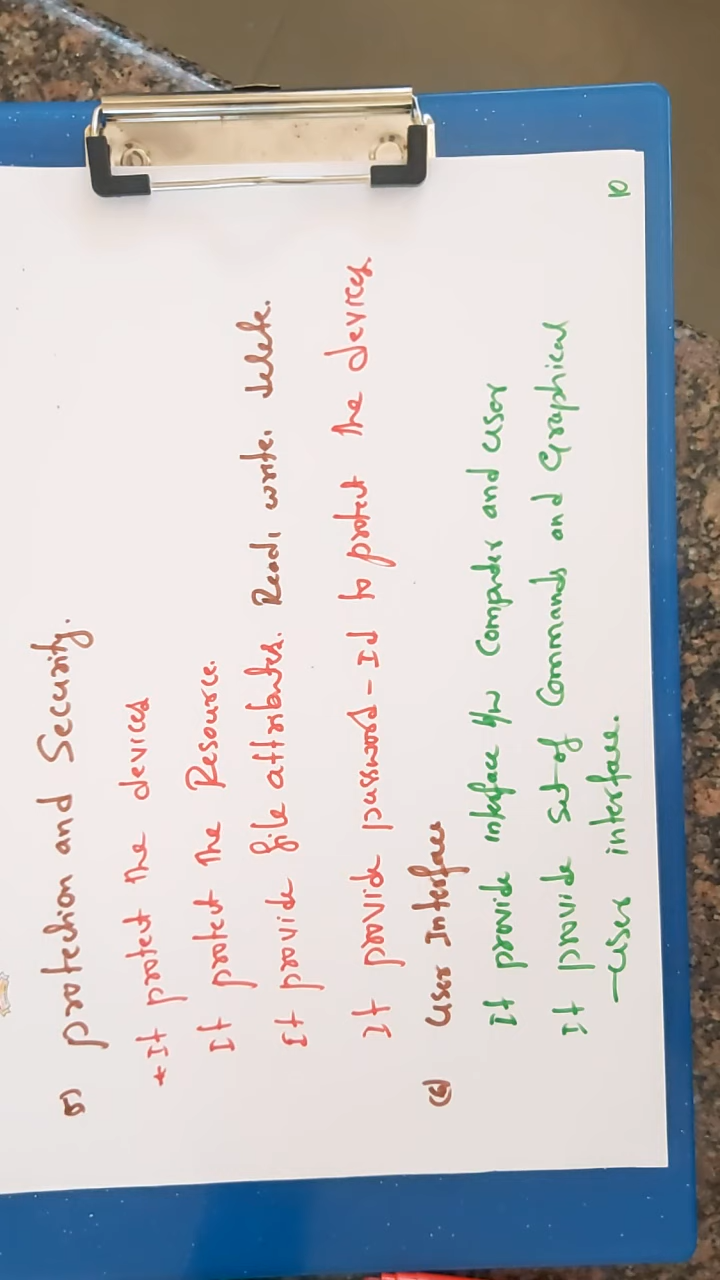 5) protection and Security.
* It protect the devices
It protect the Resource.
It provide file attributes. Read, write, delete.
It provide password - Id to protect the devices
(6) User Interface
It provide interface b/w Computer and user
It provide set of Commands and Graphical
-user interface.
10